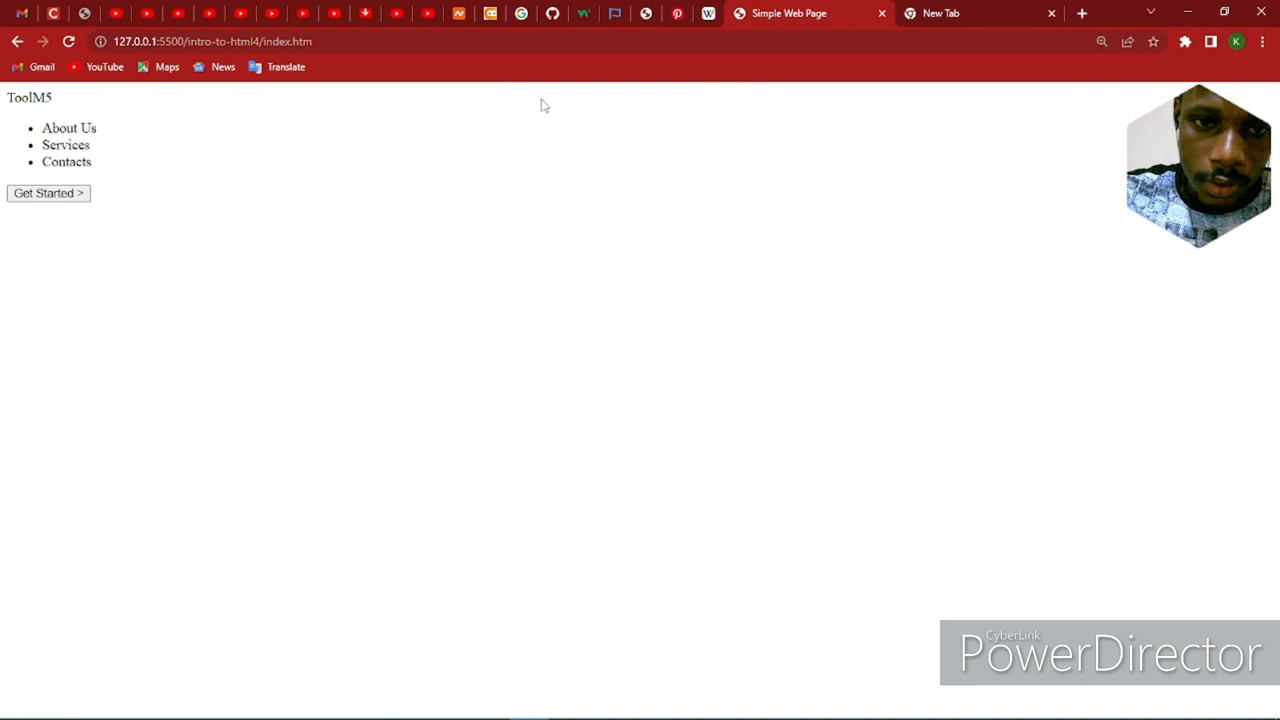 Simple Web Page
New Tab
127.0.0.1:5500/intro-to-html4/index.htm
K
Gmail
YouTube
Maps
News
Translate
ToolM5
About Us
Services
Contacts
Get Started >
CyberLink
PowerDirector